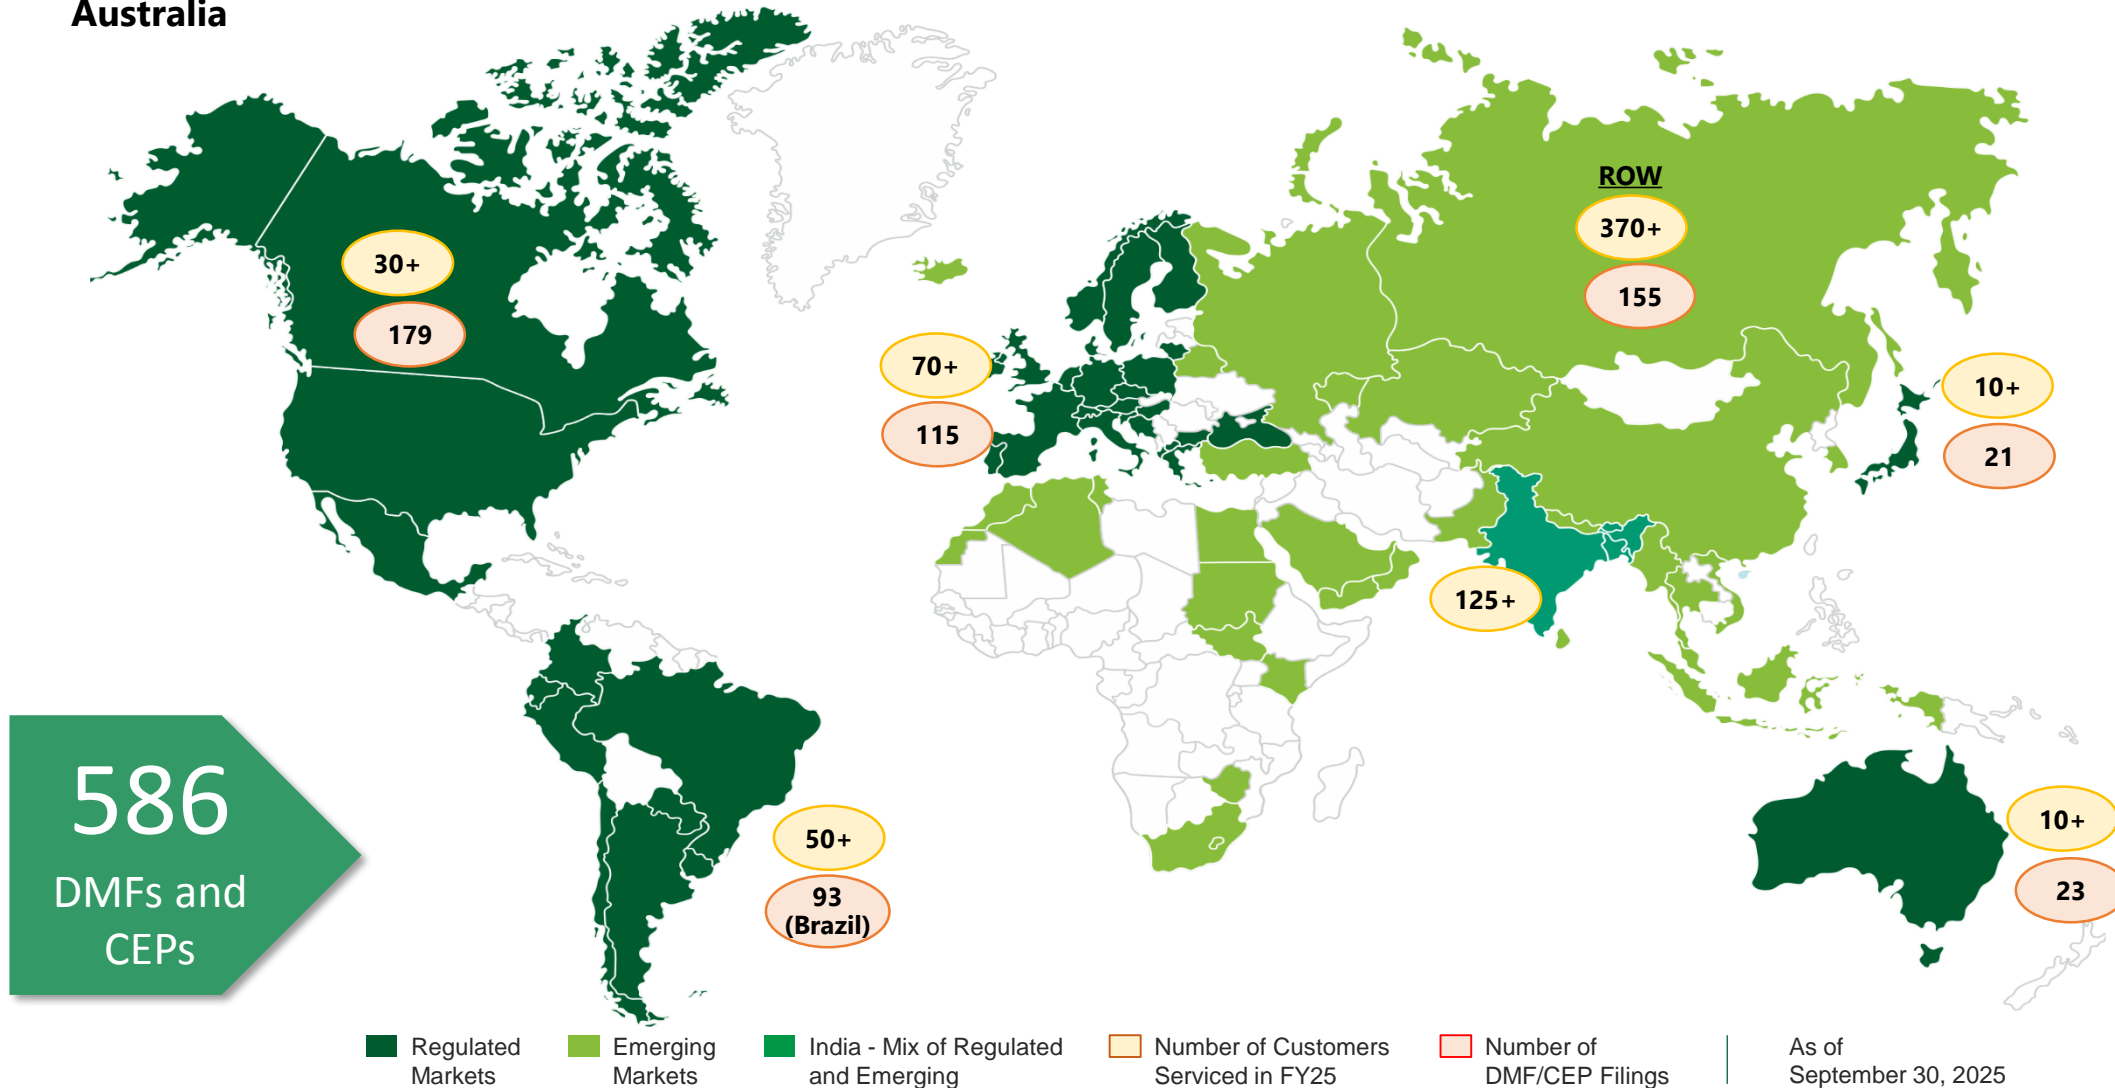 Australia
ROW
370+
155
30+
179
70+
115
10+
21
125+
586
DMFs and
CEPs
50+
93
(Brazil)
10+
23
Regulated
Markets
Emerging
Markets
India - Mix of Regulated
and Emerging
Number of Customers
Serviced in FY25
Number of
DMF/CEP Filings
As of
September 30, 2025